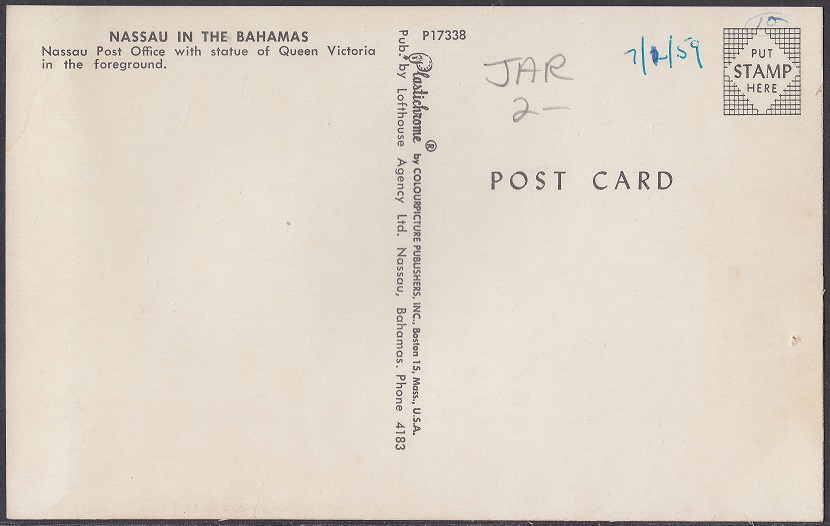 NASSAU IN THE BAHAMAS
Nassau Post Office with statue of Queen Victoria
in the foreground.
P17338
Plastichrome® by COLOURPICTURE PUBLISHERS, INC., Boston 15, Mass., U.S.A.
Pub. by Lofthouse Agency Ltd. Nassau, Bahamas. Phone 4183
JAR
2-
PUT
STAMP
HERE
POST CARD